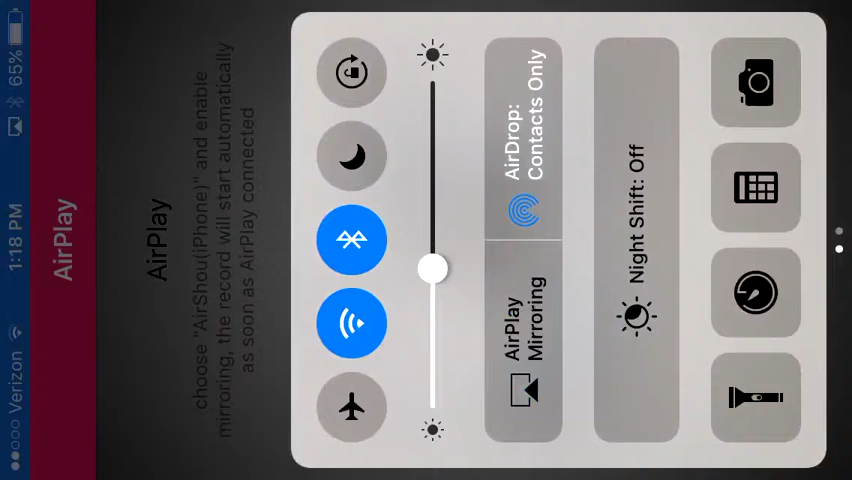 Verizon 1:18 PM 65%
AirPlay
AirPlay
choose "AirShou(iPhone)" and enable
mirroring, the record will start automatically
as soon as AirPlay connected
AirPlay
Mirroring
AirDrop:
Contacts Only
Night Shift: Off